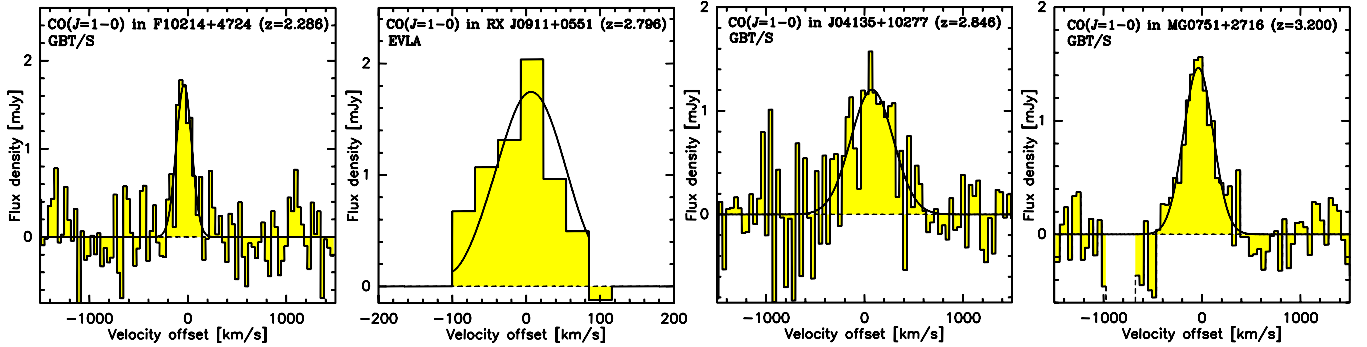 CO(J=1−0) in F10214+4724 (z=2.286)
GBT/S
Flux density [mJy]
2
1
0
−1000
0
1000
Velocity offset [km/s]
CO(J=1−0) in RX J0911+0551 (z=2.796)
EVLA
Flux density [mJy]
2
1
0
−200
−100
0
100
200
Velocity offset [km/s]
CO(J=1−0) in J04135+10277 (z=2.846)
GBT/S
Flux density [mJy]
2
1
0
−1000
0
1000
Velocity offset [km/s]
CO(J=1−0) in MG0751+2716 (z=3.200)
GBT/S
Flux density [mJy]
1
0
−1000
0
1000
Velocity offset [km/s]